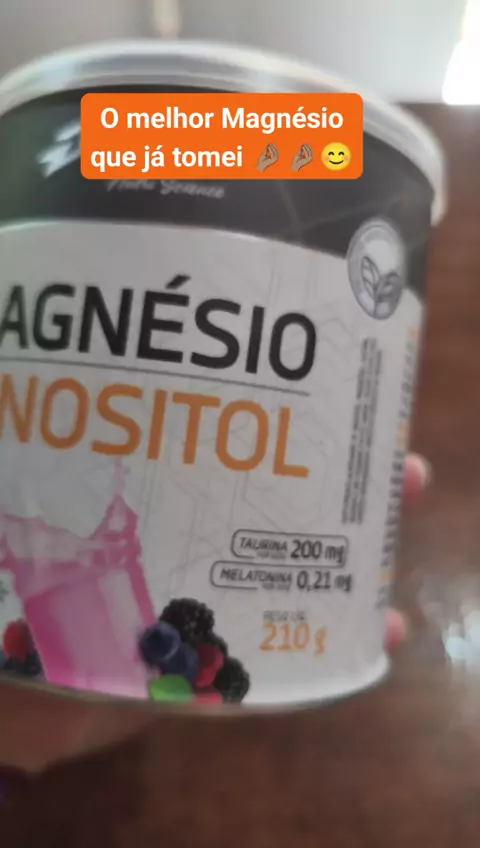 O melhor Magnésio
que já tomei 🤌🏽🤌🏽😊
Nutri Science
AGNÉSIO
NOSITOL
TAURINA 200 mg
MELATONINA 0,21 mg
210 g